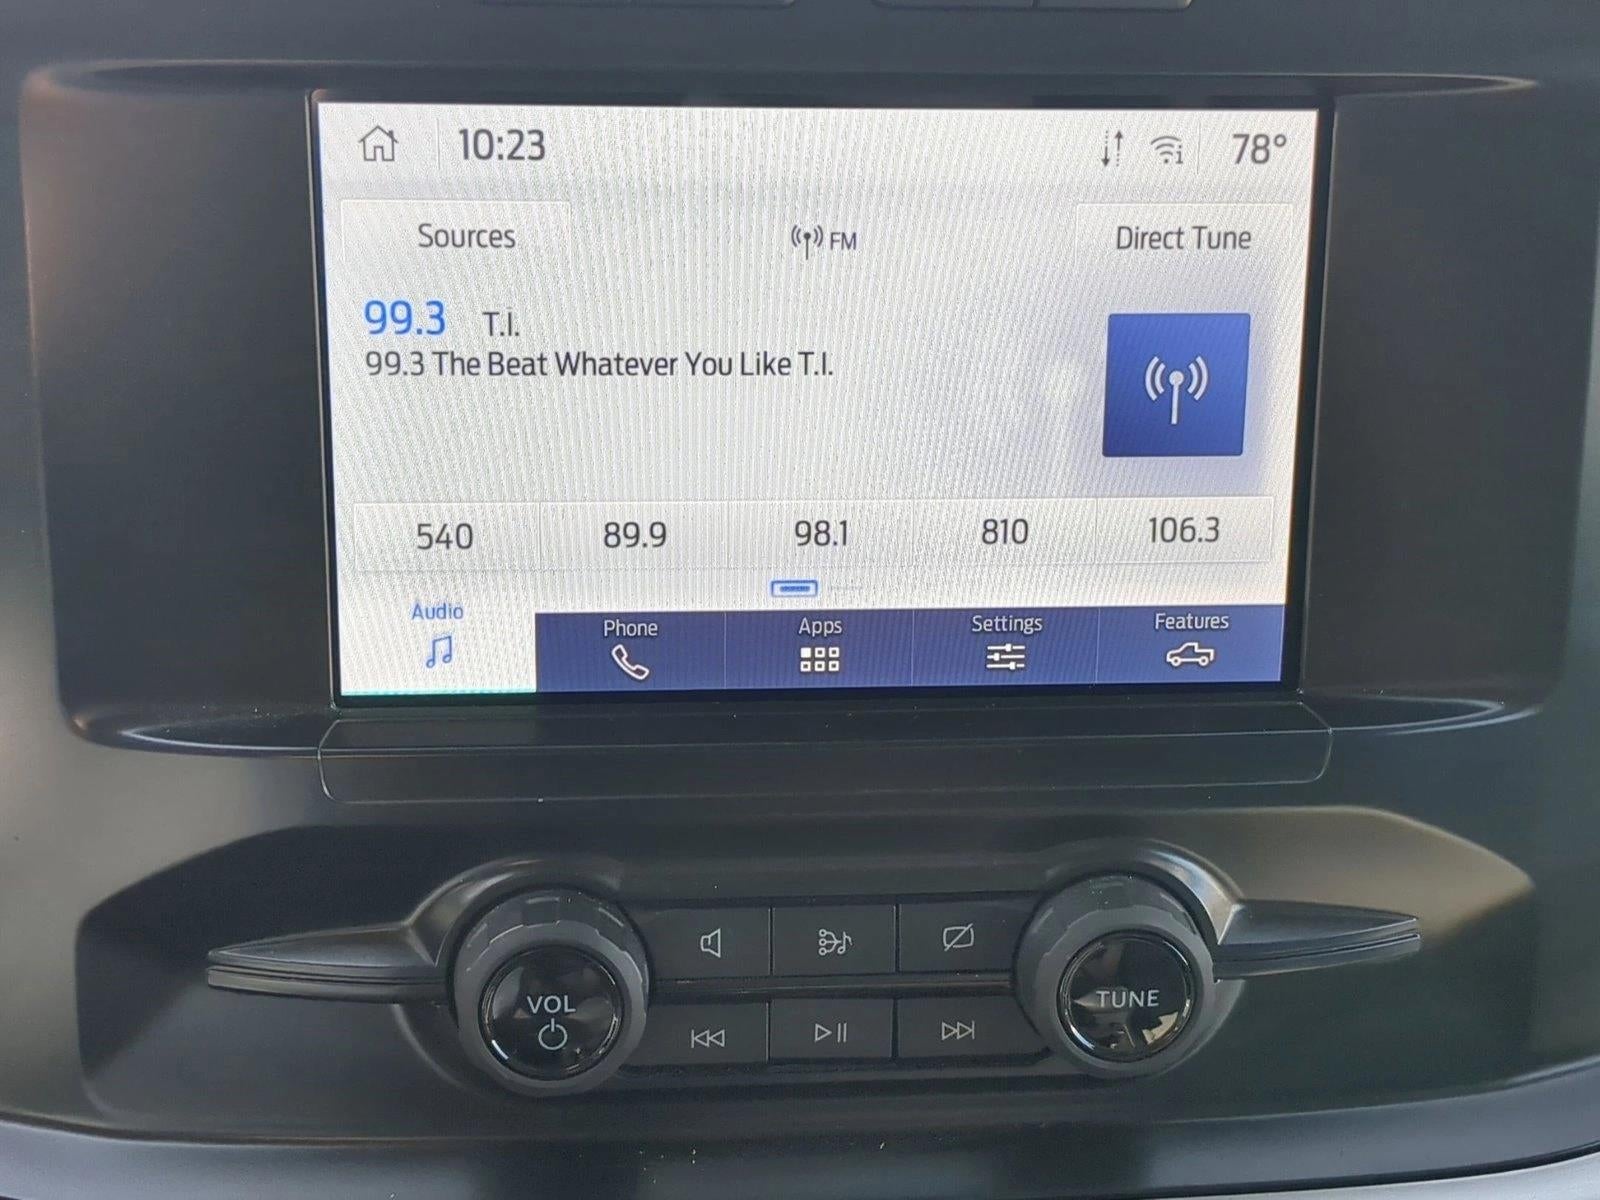 10:23 78°
Sources FM Direct Tune
99.3 T.I.
99.3 The Beat Whatever You Like T.I.
540 89.9 98.1 810 106.3
Audio Phone Apps Settings Features
VOL TUNE